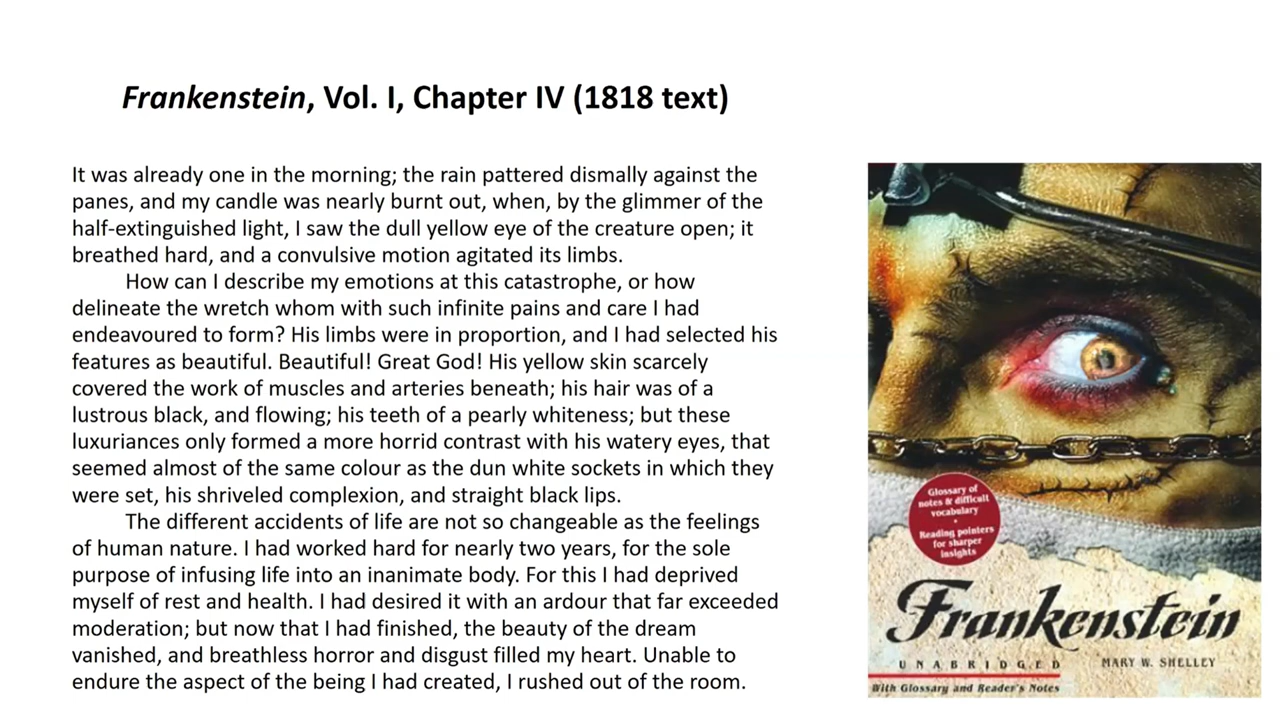 Frankenstein, Vol. I, Chapter IV (1818 text)
It was already one in the morning; the rain pattered dismally against the
panes, and my candle was nearly burnt out, when, by the glimmer of the
half-extinguished light, I saw the dull yellow eye of the creature open; it
breathed hard, and a convulsive motion agitated its limbs.
How can I describe my emotions at this catastrophe, or how
delineate the wretch whom with such infinite pains and care I had
endeavoured to form? His limbs were in proportion, and I had selected his
features as beautiful. Beautiful! Great God! His yellow skin scarcely
covered the work of muscles and arteries beneath; his hair was of a
lustrous black, and flowing; his teeth of a pearly whiteness; but these
luxuriances only formed a more horrid contrast with his watery eyes, that
seemed almost of the same colour as the dun white sockets in which they
were set, his shriveled complexion, and straight black lips.
The different accidents of life are not so changeable as the feelings
of human nature. I had worked hard for nearly two years, for the sole
purpose of infusing life into an inanimate body. For this I had deprived
myself of rest and health. I had desired it with an ardour that far exceeded
moderation; but now that I had finished, the beauty of the dream
vanished, and breathless horror and disgust filled my heart. Unable to
endure the aspect of the being I had created, I rushed out of the room.
Glossary of
notes & difficult
vocabulary
•
Reading pointers
for sharper
insights
Frankenstein
UNABRIDGED
MARY W. SHELLEY
With Glossary and Reader's Notes